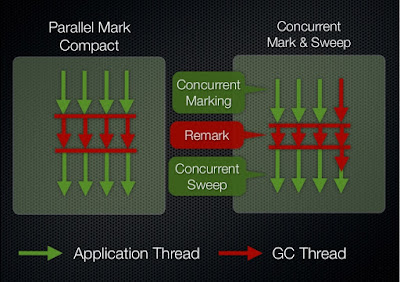 Parallel Mark
Compact
Concurrent
Mark & Sweep
Concurrent
Marking
Remark
Concurrent
Sweep
Application Thread
GC Thread